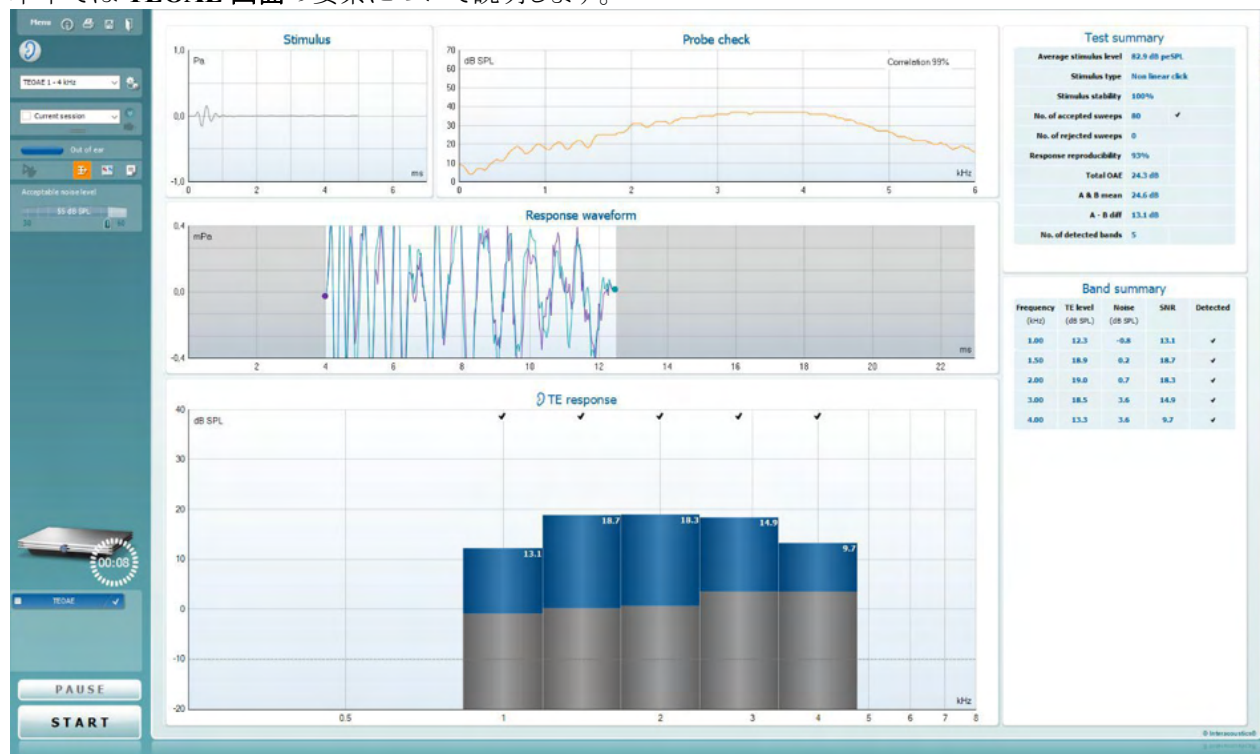 本章では TEOAE 画面の要素について説明します。
Menu
TEOAE 1 - 4 kHz
Current session
Out of ear
Acceptable noise level
55 dB SPL
30 60
00:08
TEOAE
PAUSE
START
Stimulus
1,0
Pa
0,0
-1,0
ms
0 2 4 6
Probe check
70
dB SPL
Correlation 99%
60
50
40
30
20
10
0
kHz
0 1 2 3 4 5 6
Response waveform
0,4
mPa
0,0
-0,4
ms
2 4 6 8 10 12 14 16 18 20 22
TE response
40
dB SPL
30
20
10
0
-10
-20
13.1 18.7 18.3 14.9 9.7
kHz
0.5 1 2 3 4 5 6 7 8
Test summary
Average stimulus level 82.9 dB peSPL
Stimulus type Non linear click
Stimulus stability 100%
No. of accepted sweeps 80 ✔
No. of rejected sweeps 0
Response reproducibility 93%
Total OAE 24.3 dB
A & B mean 24.6 dB
A - B diff 13.1 dB
No. of detected bands 5
Band summary
Frequency TE level Noise SNR Detected
(kHz) (dB SPL) (dB SPL)
1.00 12.3 -0.8 13.1 ✔
1.50 18.9 0.2 18.7 ✔
2.00 19.0 0.7 18.3 ✔
3.00 18.5 3.6 14.9 ✔
4.00 13.3 3.6 9.7 ✔
© Interacoustics